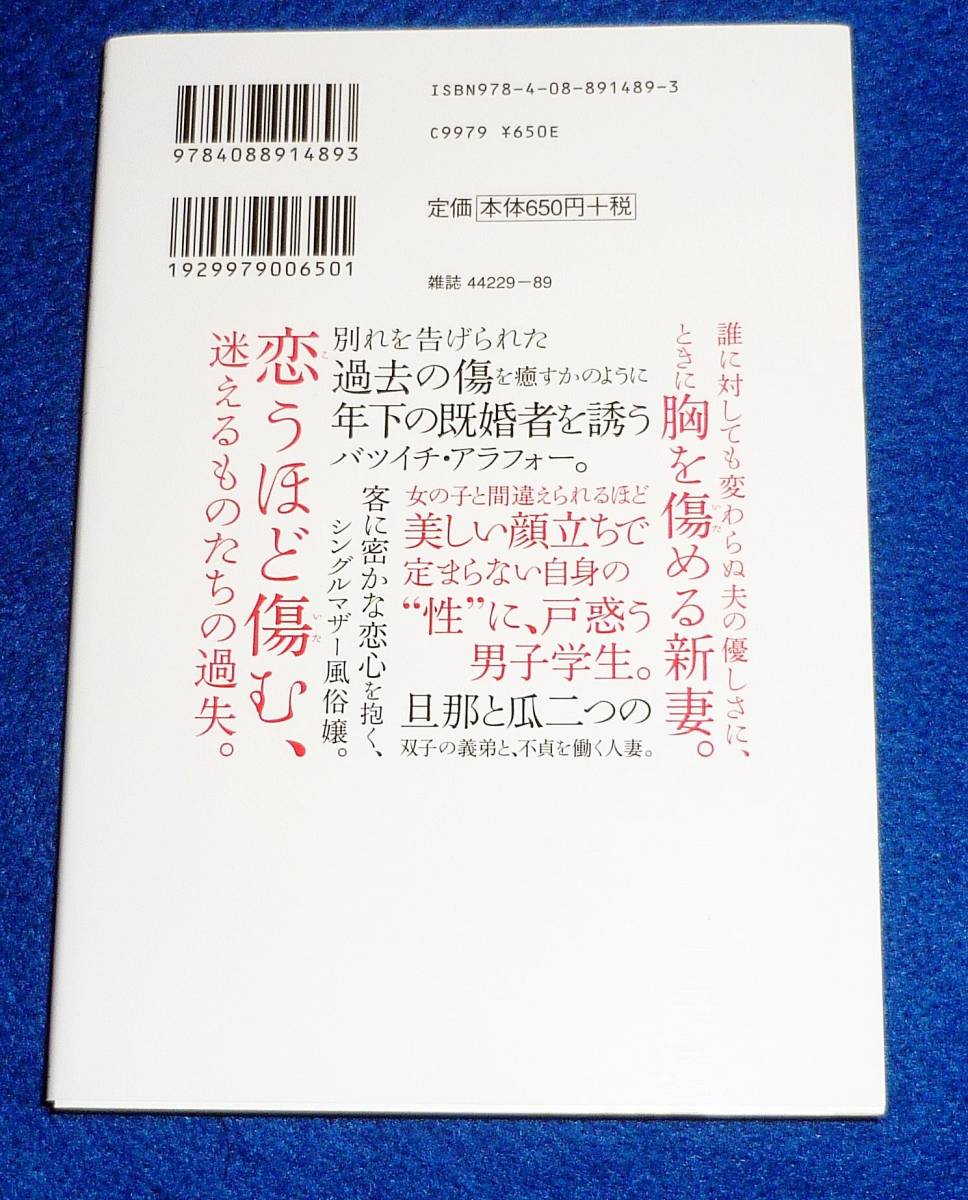 9784088914893
ISBN978-4-08-891489-3
C9979 ¥650E
1929979006501
定価 本体650円+税
雑誌 44229-89
誰に対しても変わらぬ夫の優しさに、
ときに胸を傷める新妻。
いた
別れを告げられた
過去の傷を癒すかのように
年下の既婚者を誘う
バツイチ・アラフォー。
女の子と間違えられるほど
美しい顔立ちで
定まらない自身の
“性”に、戸惑う
男子学生。
旦那と瓜二つの
双子の義弟と、不貞を働く人妻。
客に密かな恋心を抱く、
シングルマザー風俗嬢。
恋うほど傷む、
こ
いた
迷えるものたちの過失。